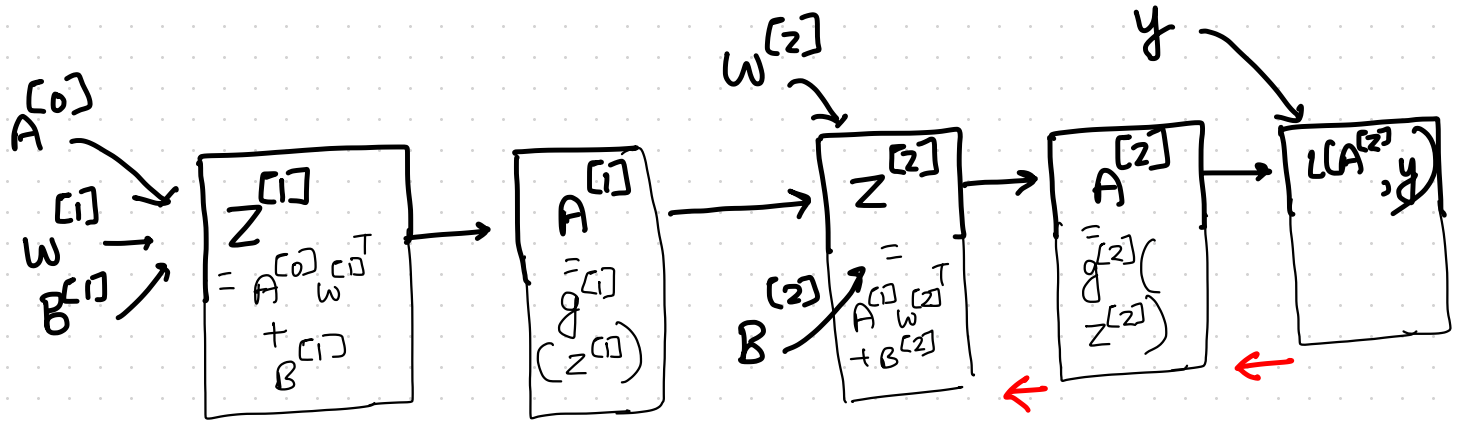 A^[0]
W^[1]
B^[1]
Z^[1]
= A^[0] W^[1]^T
+
B^[1]
A^[1]
=
g^[1]
(Z^[1])
W^[2]
B^[2]
Z^[2]
=
A^[1] W^[2]^T
+ B^[2]
A^[2]
=
g^[2](
Z^[2])
y
L(A^[2]
, y)